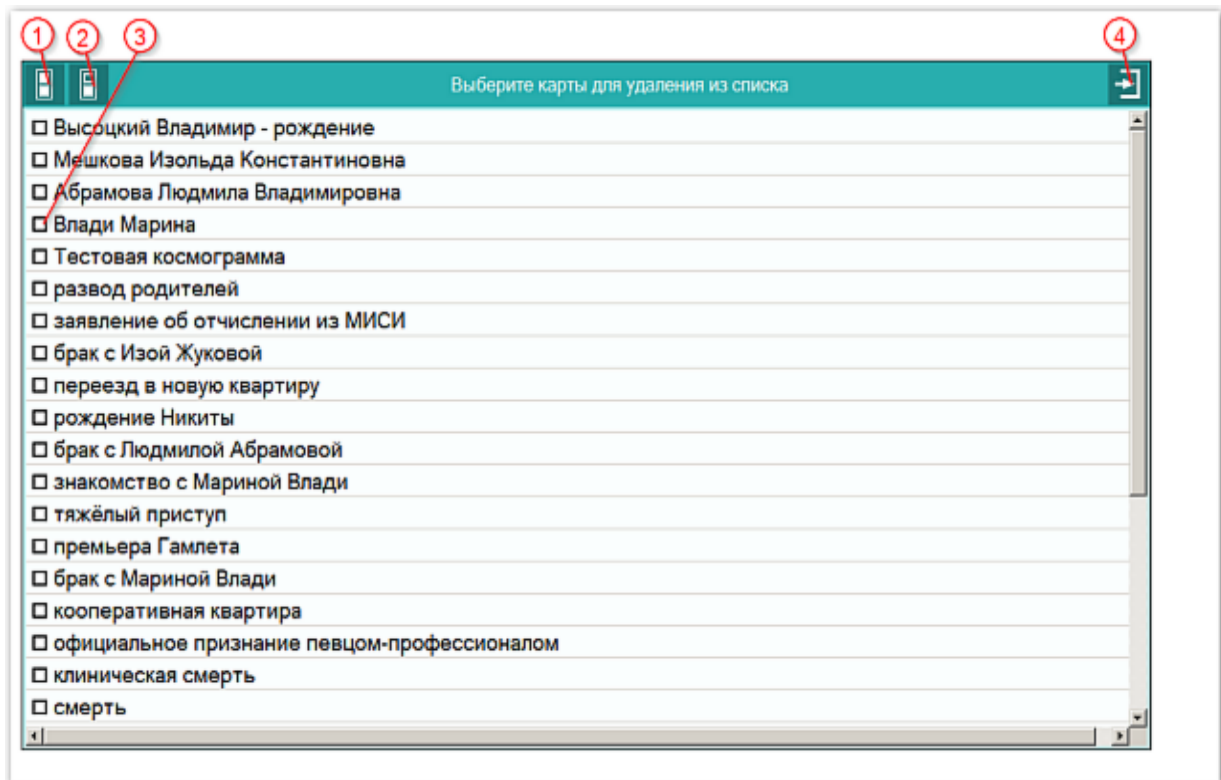 1 2 3 4
Выберите карты для удаления из списка
Высоцкий Владимир - рождение
Мешкова Изольда Константиновна
Абрамова Людмила Владимировна
Влади Марина
Тестовая космограмма
развод родителей
заявление об отчислении из МИСИ
брак с Изой Жуковой
переезд в новую квартиру
рождение Никиты
брак с Людмилой Абрамовой
знакомство с Мариной Влади
тяжёлый приступ
премьера Гамлета
брак с Мариной Влади
кооперативная квартира
официальное признание певцом-профессионалом
клиническая смерть
смерть